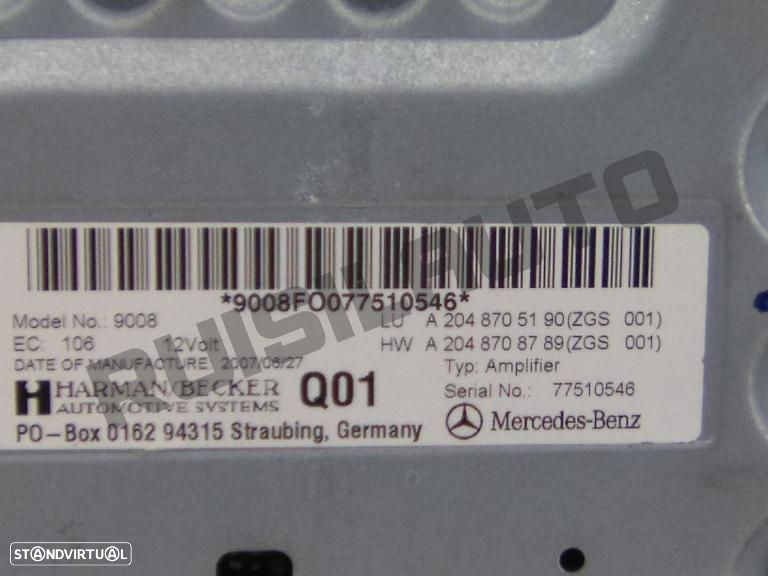 RUISILAUTO
*9008FO077510546*
Model No.: 9008
LU A 204 870 51 90 (ZGS 001)
EC: 106 12Volt
HW A 204 870 87 89 (ZGS 001)
DATE OF MANUFACTURE 2007/06/27
Typ: Amplifier
HARMAN/BECKER
AUTOMOTIVE SYSTEMS
Q01
Serial No.: 77510546
PO-Box 0162 94315 Straubing, Germany
Mercedes-Benz
STANDVIRTUAL